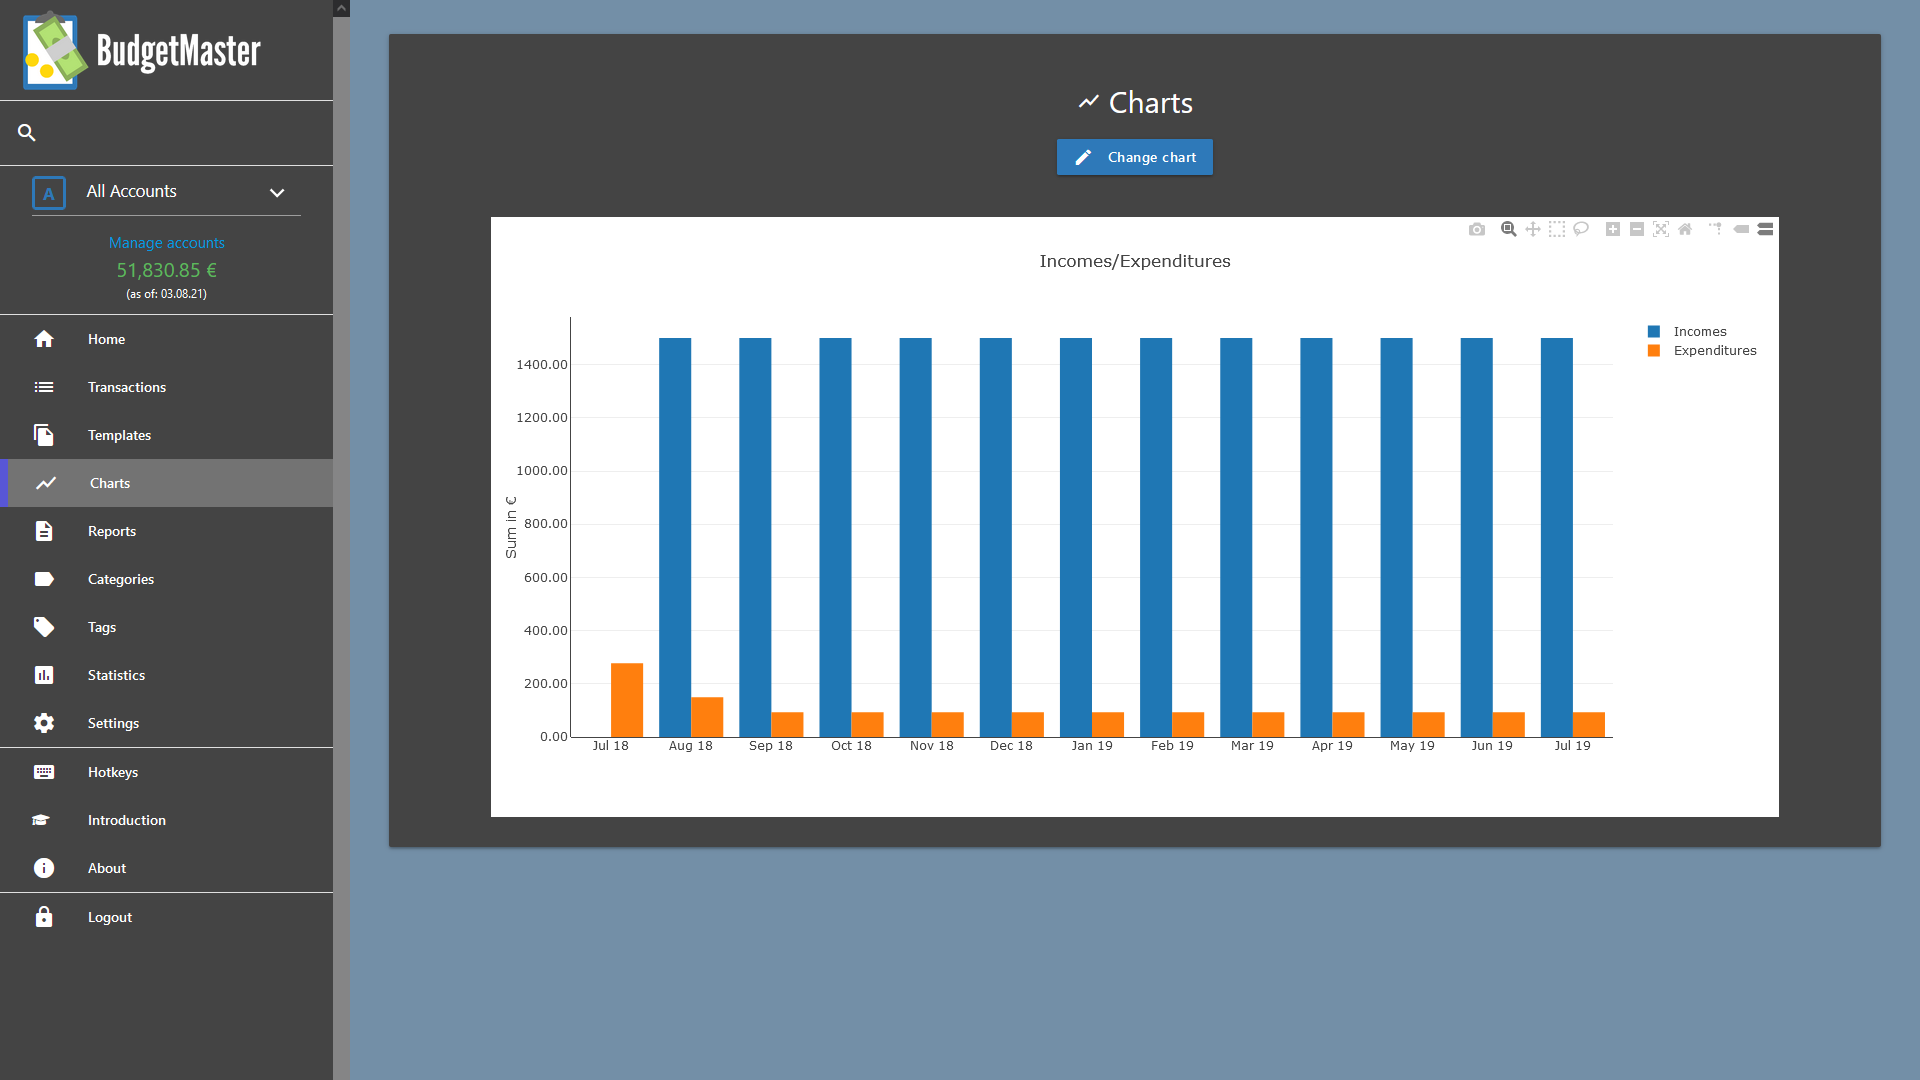 BudgetMaster
A
All Accounts
Manage accounts
51,830.85 €
(as of: 03.08.21)
Home
Transactions
Templates
Charts
Reports
Categories
Tags
Statistics
Settings
Hotkeys
Introduction
About
Logout
Charts
Change chart
Incomes/Expenditures
Incomes
Expenditures
Sum in €
1400.00
1200.00
1000.00
800.00
600.00
400.00
200.00
0.00
Jul 18 Aug 18 Sep 18 Oct 18 Nov 18 Dec 18 Jan 19 Feb 19 Mar 19 Apr 19 May 19 Jun 19 Jul 19